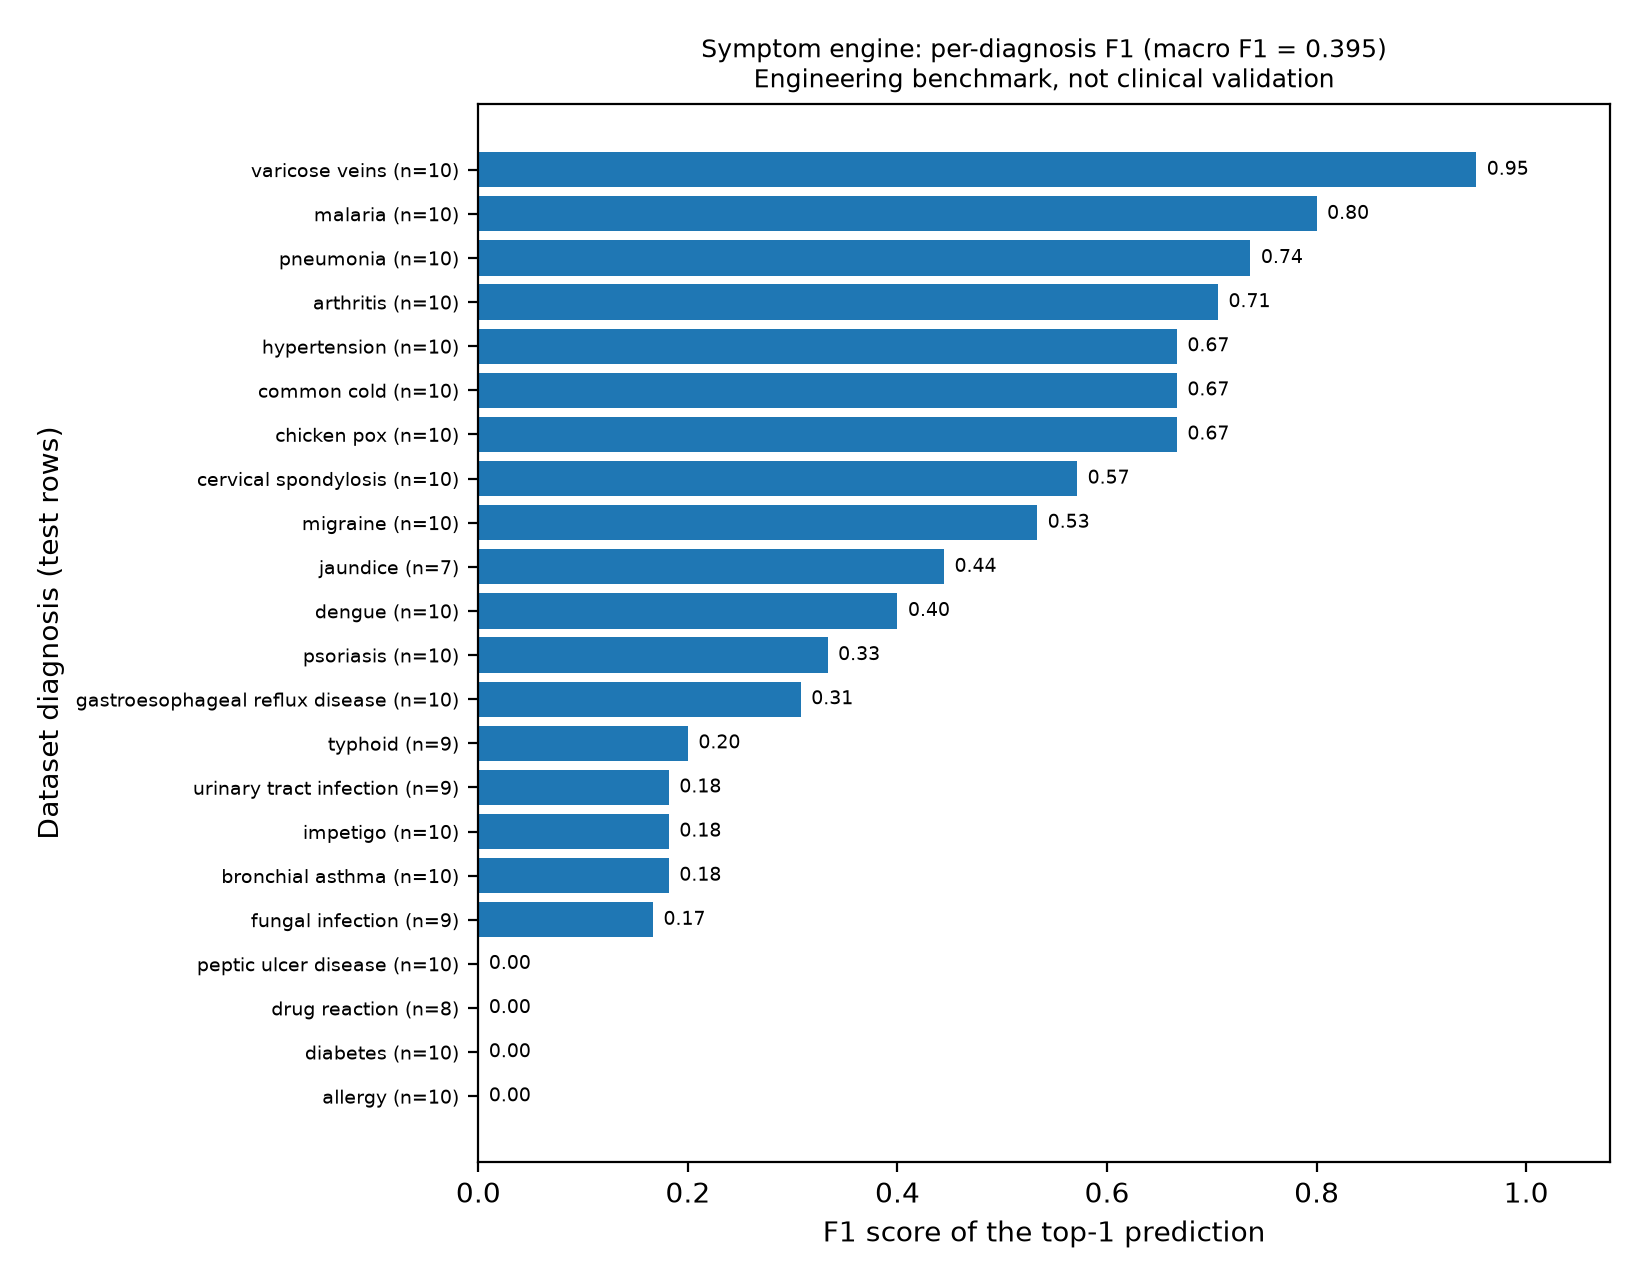 Symptom engine: per-diagnosis F1 (macro F1 = 0.395)
Engineering benchmark, not clinical validation
Dataset diagnosis (test rows)
varicose veins (n=10) 0.95
malaria (n=10) 0.80
pneumonia (n=10) 0.74
arthritis (n=10) 0.71
hypertension (n=10) 0.67
common cold (n=10) 0.67
chicken pox (n=10) 0.67
cervical spondylosis (n=10) 0.57
migraine (n=10) 0.53
jaundice (n=7) 0.44
dengue (n=10) 0.40
psoriasis (n=10) 0.33
gastroesophageal reflux disease (n=10) 0.31
typhoid (n=9) 0.20
urinary tract infection (n=9) 0.18
impetigo (n=10) 0.18
bronchial asthma (n=10) 0.18
fungal infection (n=9) 0.17
peptic ulcer disease (n=10) 0.00
drug reaction (n=8) 0.00
diabetes (n=10) 0.00
allergy (n=10) 0.00
0.0 0.2 0.4 0.6 0.8 1.0
F1 score of the top-1 prediction